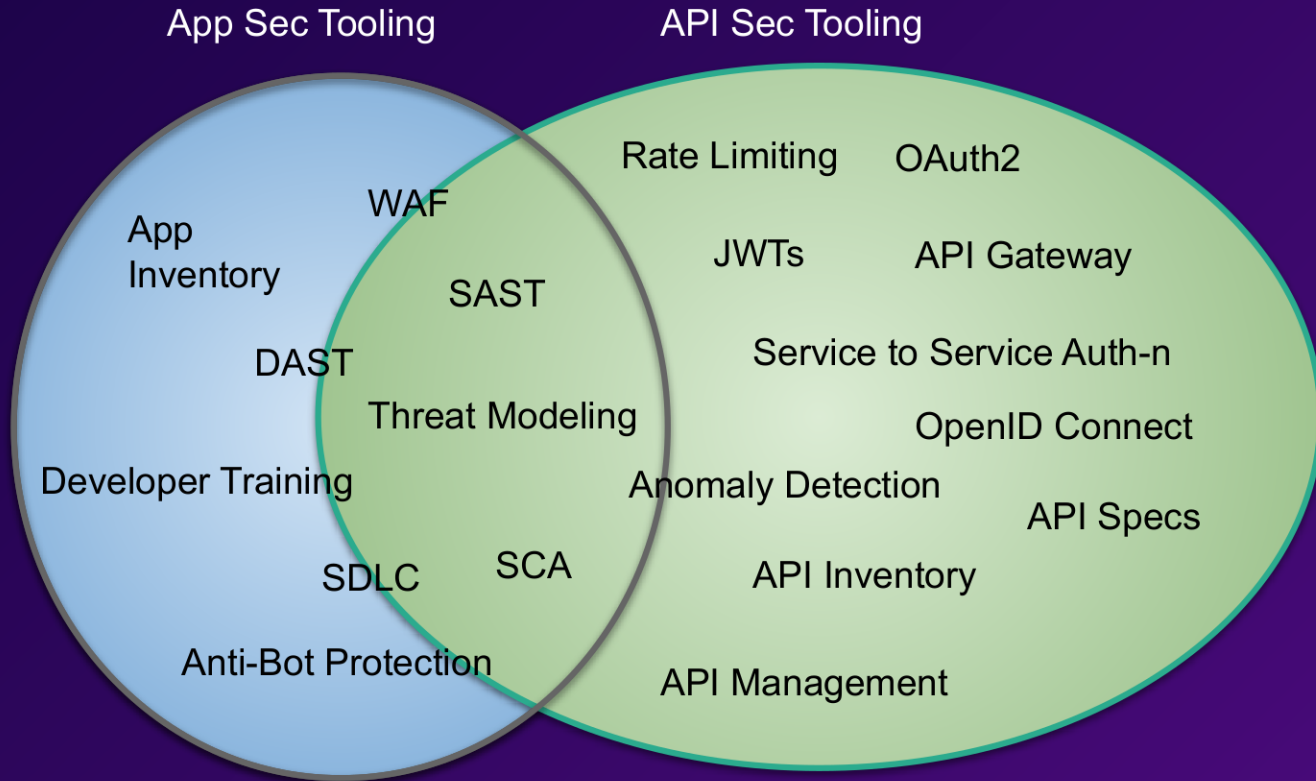 App Sec Tooling
API Sec Tooling
Rate Limiting
OAuth2
WAF
App
Inventory
JWTs
API Gateway
SAST
DAST
Service to Service Auth-n
Threat Modeling
OpenID Connect
Developer Training
Anomaly Detection
API Specs
SDLC
SCA
API Inventory
Anti-Bot Protection
API Management